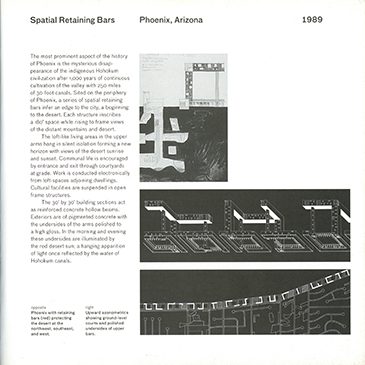 Spatial Retaining Bars Phoenix, Arizona 1989
The most prominent aspect of the history
of Phoenix is the mysterious disap-
pearance of the indigenous Hohokum
civilization after 1,000 years of continuous
cultivation of the valley with 250 miles
of 30 foot canals. Sited on the periphery
of Phoenix, a series of spatial retaining
bars infer an edge to the city, a beginning
to the desert. Each structure inscribes
a 180° space while rising to frame views
of the distant mountains and desert.
The loftlike living areas in the upper
arms hang in silent isolation forming a new
horizon with views of the desert sunrise
and sunset. Communal life is encouraged
by entrance and exit through courtyards
at grade. Work is conducted electronically
from loft-spaces adjoining dwellings.
Cultural facilities are suspended in open
frame structures.
The 30' by 30' building sections act
as reinforced concrete hollow beams.
Exteriors are of pigmented concrete with
the undersides of the arms polished to
a high gloss. In the morning and evening
these undersides are illuminated by
the red desert sun, a hanging apparition
of light once reflected by the water of
Hohokum canals.
opposite
Phoenix with retaining
bars (red) protecting
the desert at the
northeast, southeast,
and west.
right
Upward axonometrics
showing ground-level
courts and polished
undersides of upper
bars.